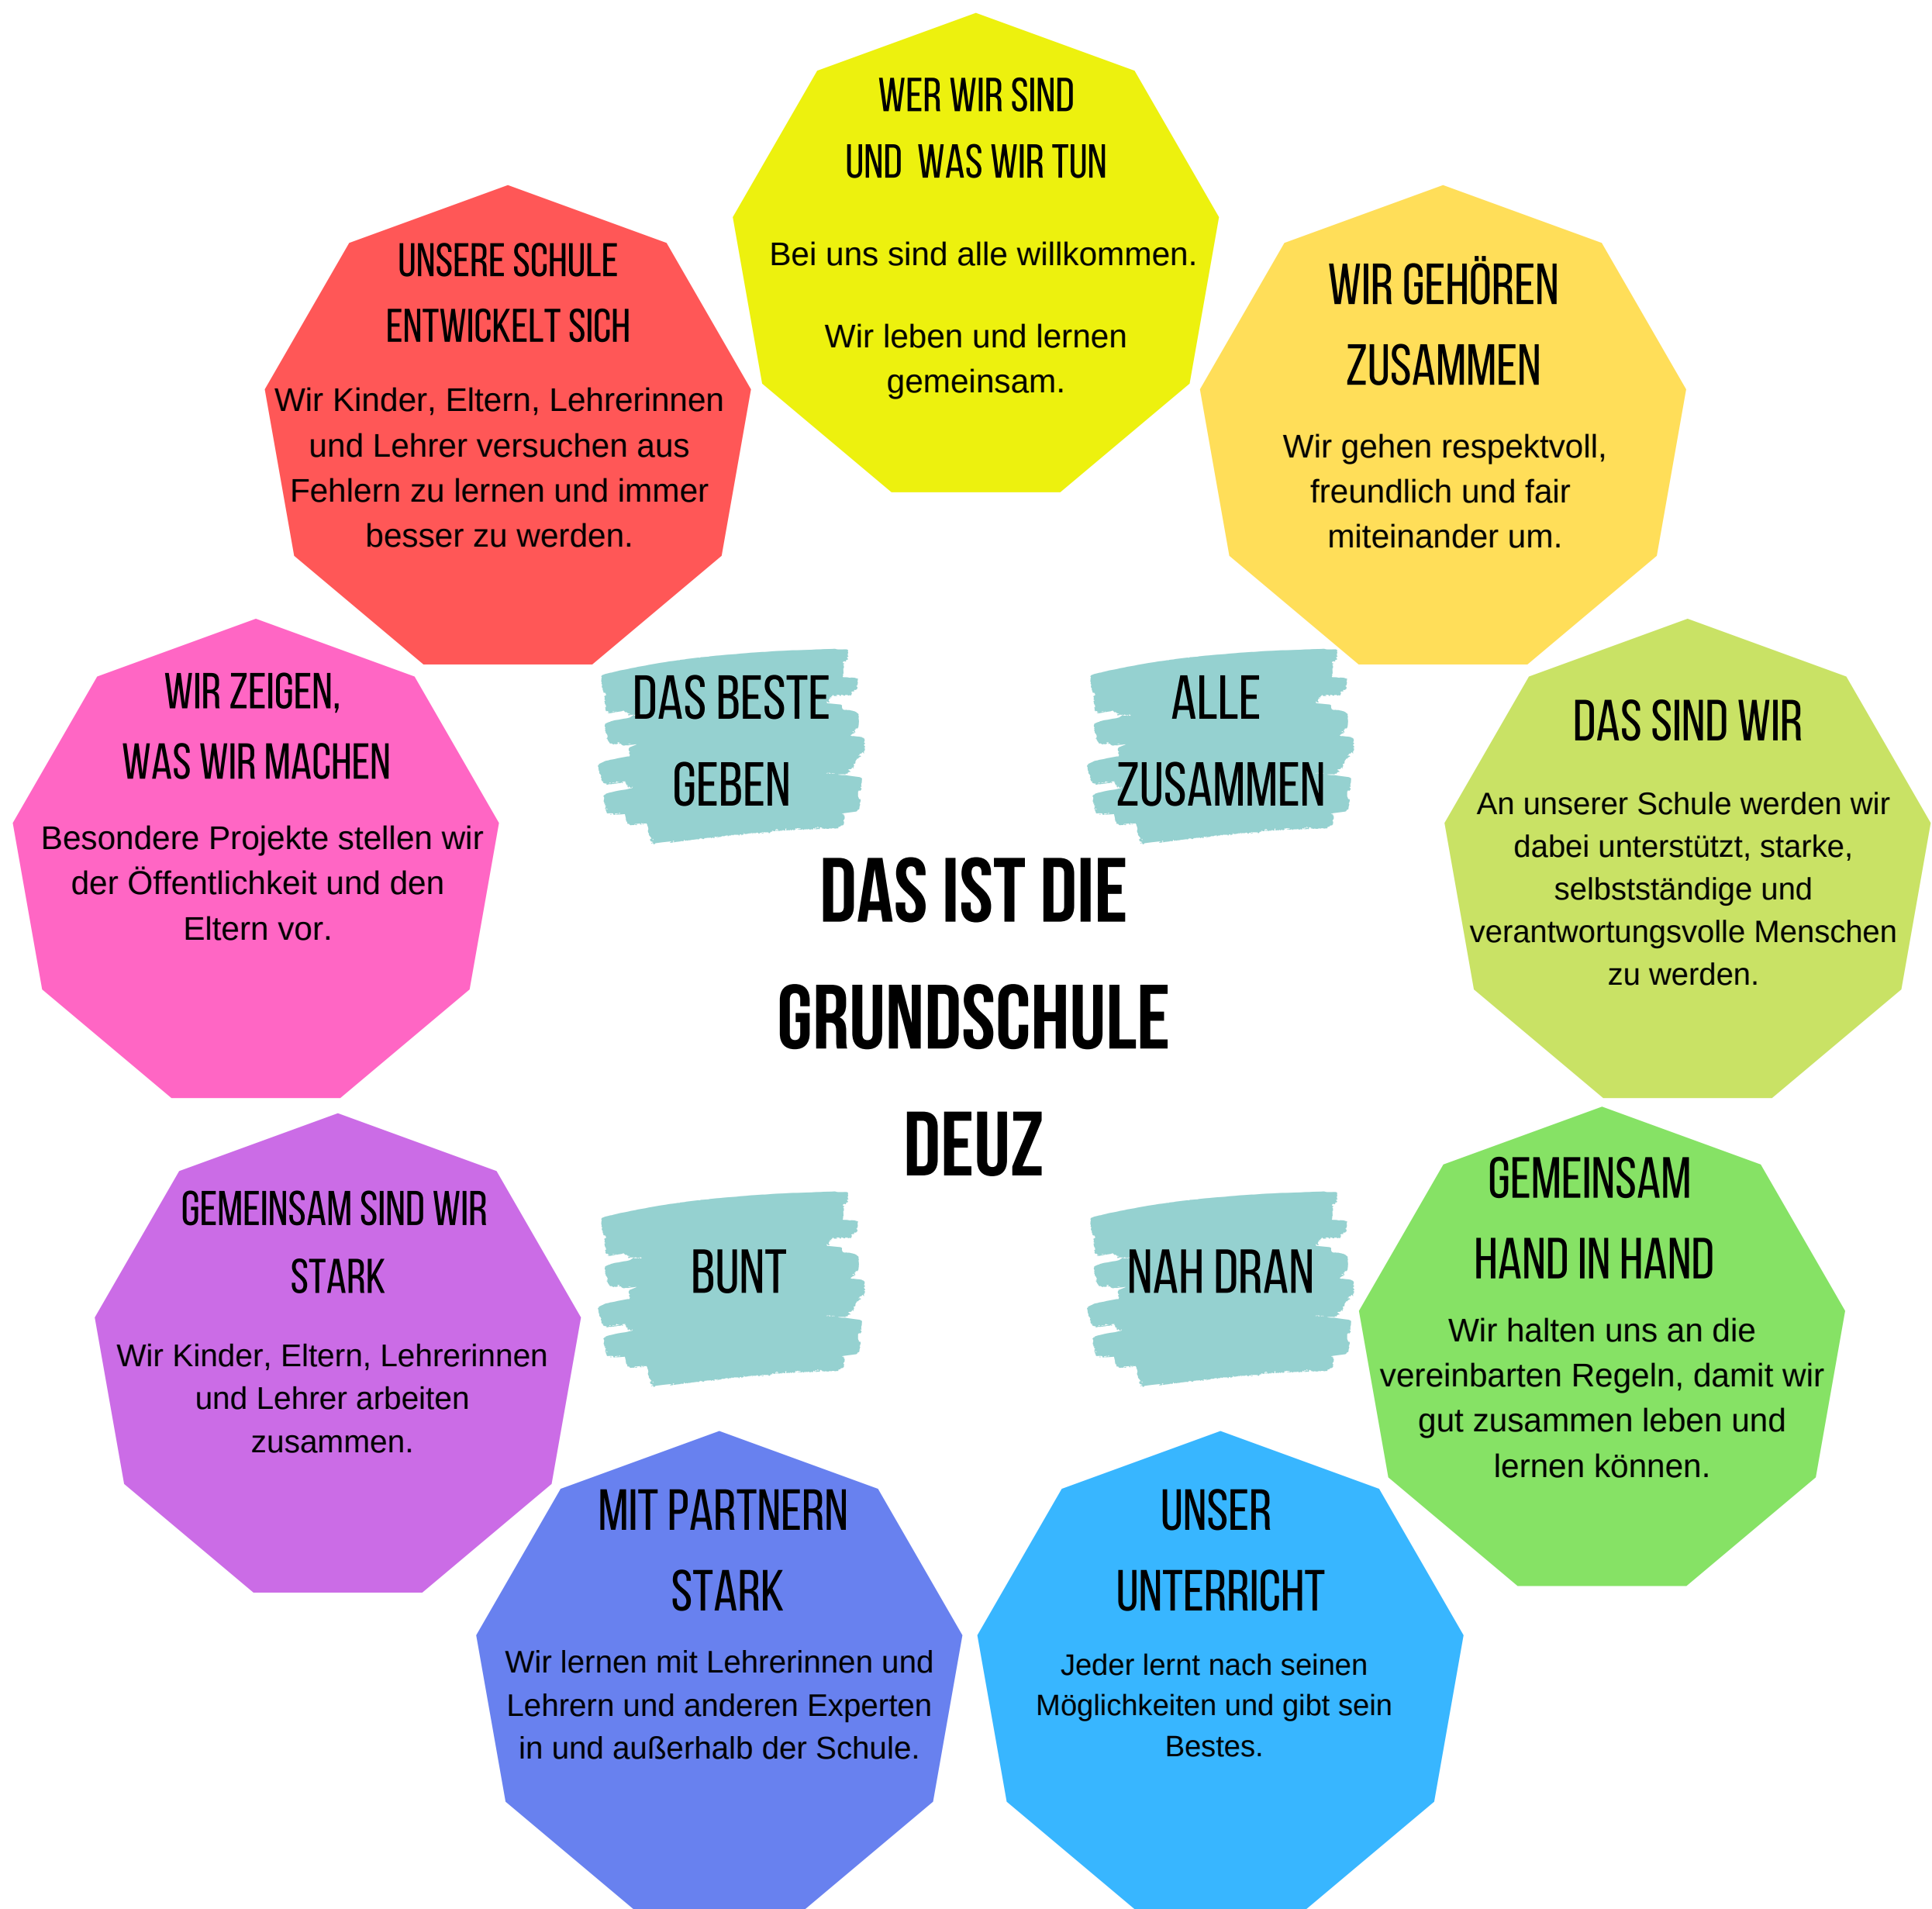 WER WIR SIND
UND WAS WIR TUN
Bei uns sind alle willkommen.
Wir leben und lernen
gemeinsam.
WIR GEHÖREN
ZUSAMMEN
Wir gehen respektvoll,
freundlich und fair
miteinander um.
DAS SIND WIR
An unserer Schule werden wir
dabei unterstützt, starke,
selbstständige und
verantwortungsvolle Menschen
zu werden.
GEMEINSAM
HAND IN HAND
Wir halten uns an die
vereinbarten Regeln, damit wir
gut zusammen leben und
lernen können.
UNSER
UNTERRICHT
Jeder lernt nach seinen
Möglichkeiten und gibt sein
Bestes.
MIT PARTNERN
STARK
Wir lernen mit Lehrerinnen und
Lehrern und anderen Experten
in und außerhalb der Schule.
GEMEINSAM SIND WIR
STARK
Wir Kinder, Eltern, Lehrerinnen
und Lehrer arbeiten
zusammen.
WIR ZEIGEN,
WAS WIR MACHEN
Besondere Projekte stellen wir
der Öffentlichkeit und den
Eltern vor.
UNSERE SCHULE
ENTWICKELT SICH
Wir Kinder, Eltern, Lehrerinnen
und Lehrer versuchen aus
Fehlern zu lernen und immer
besser zu werden.
DAS BESTE
GEBEN
ALLE
ZUSAMMEN
DAS IST DIE
GRUNDSCHULE
DEUZ
BUNT
NAH DRAN